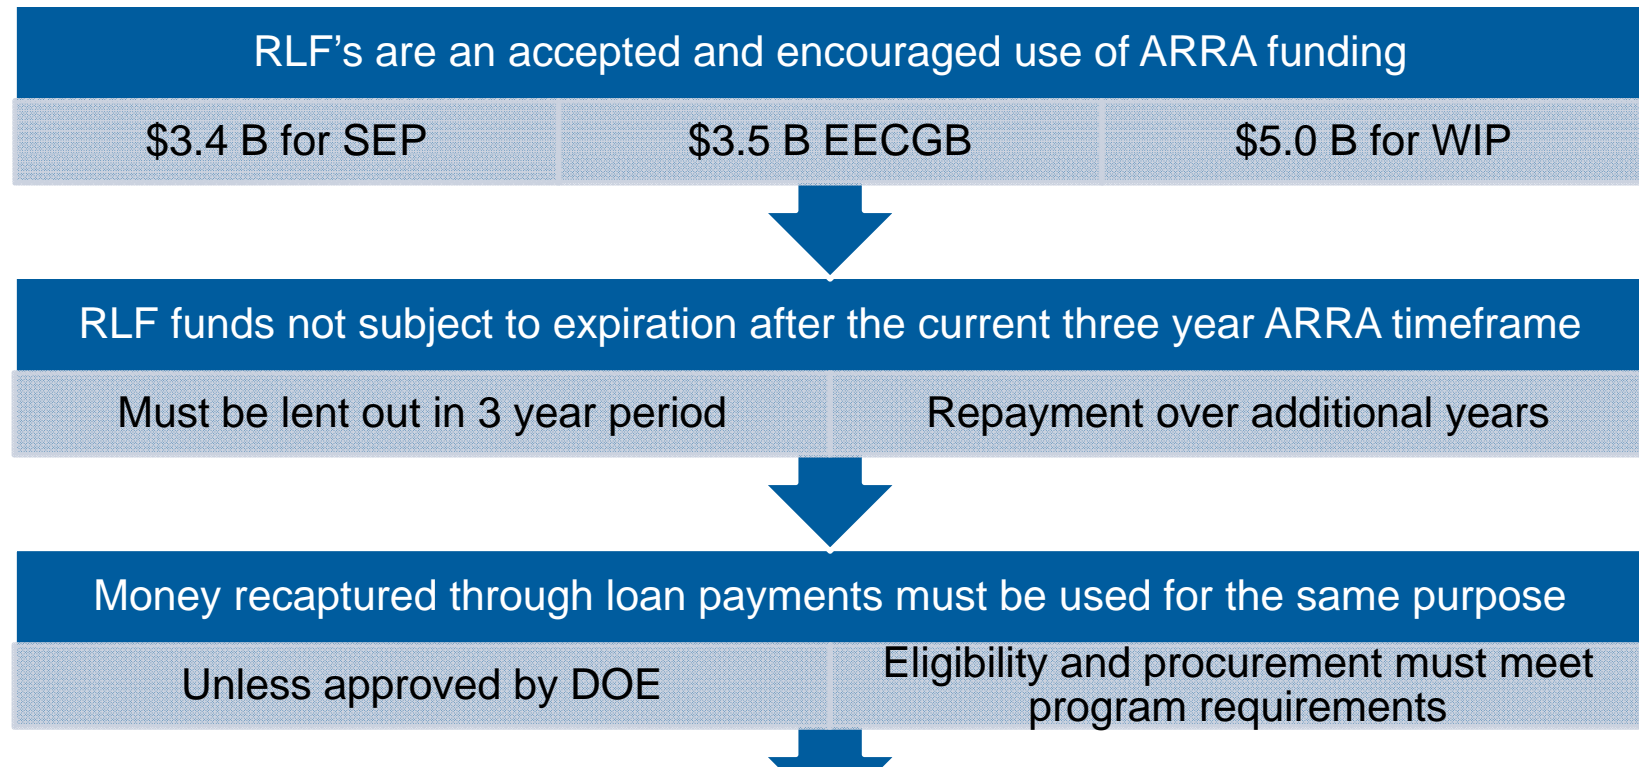 RLF’s are an accepted and encouraged use of ARRA funding
$3.4 B for SEP
$3.5 B EECGB
$5.0 B for WIP
RLF funds not subject to expiration after the current three year ARRA timeframe
Must be lent out in 3 year period
Repayment over additional years
Money recaptured through loan payments must be used for the same purpose
Unless approved by DOE
Eligibility and procurement must meet
program requirements